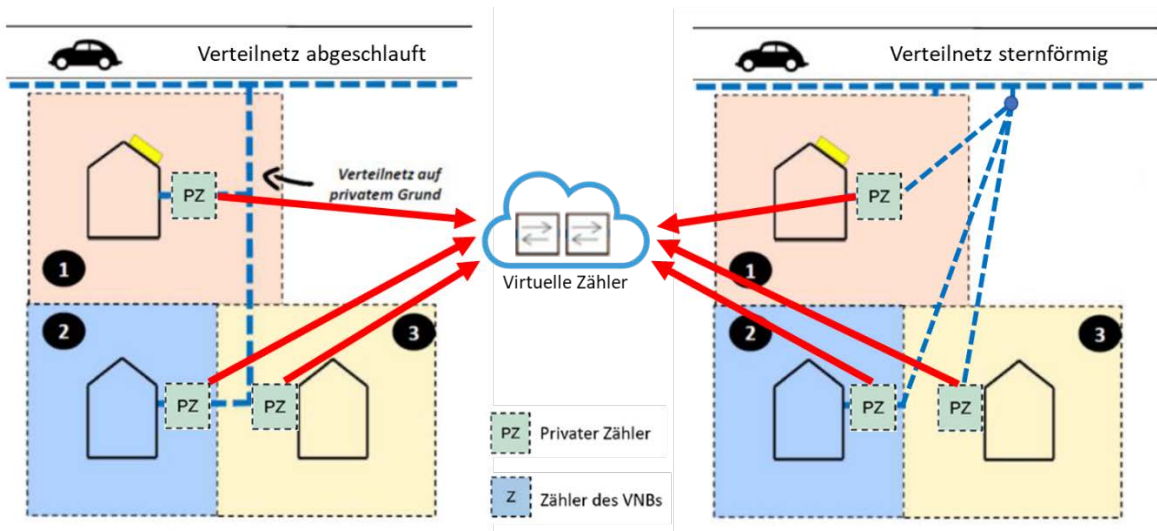 Verteilnetz abgeschlauft
PZ
Verteilnetz auf
privatem Grund
1
2
3
PZ
PZ
Virtuelle Zähler
PZ Privater Zähler
Z Zähler des VNBs
Verteilnetz sternförmig
PZ
1
2
3
PZ
PZ